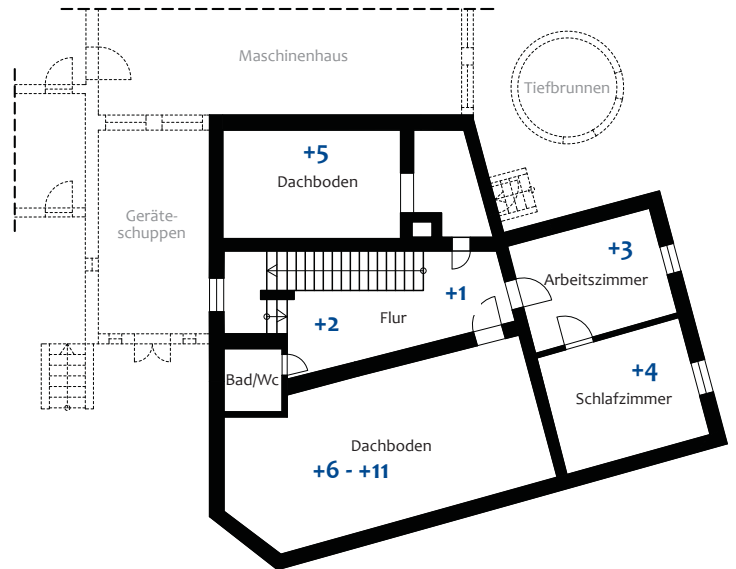 Maschinenhaus
Tiefbrunnen
+5
Dachboden
Geräte-
schuppen
+3
Arbeitszimmer
+1
+2
Flur
+4
Schlafzimmer
Bad/Wc
Dachboden
+6 - +11